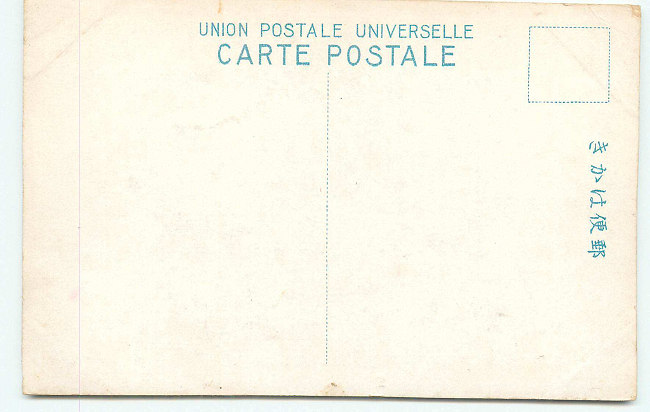 UNION POSTALE UNIVERSELLE
CARTE POSTALE
郵便はかき